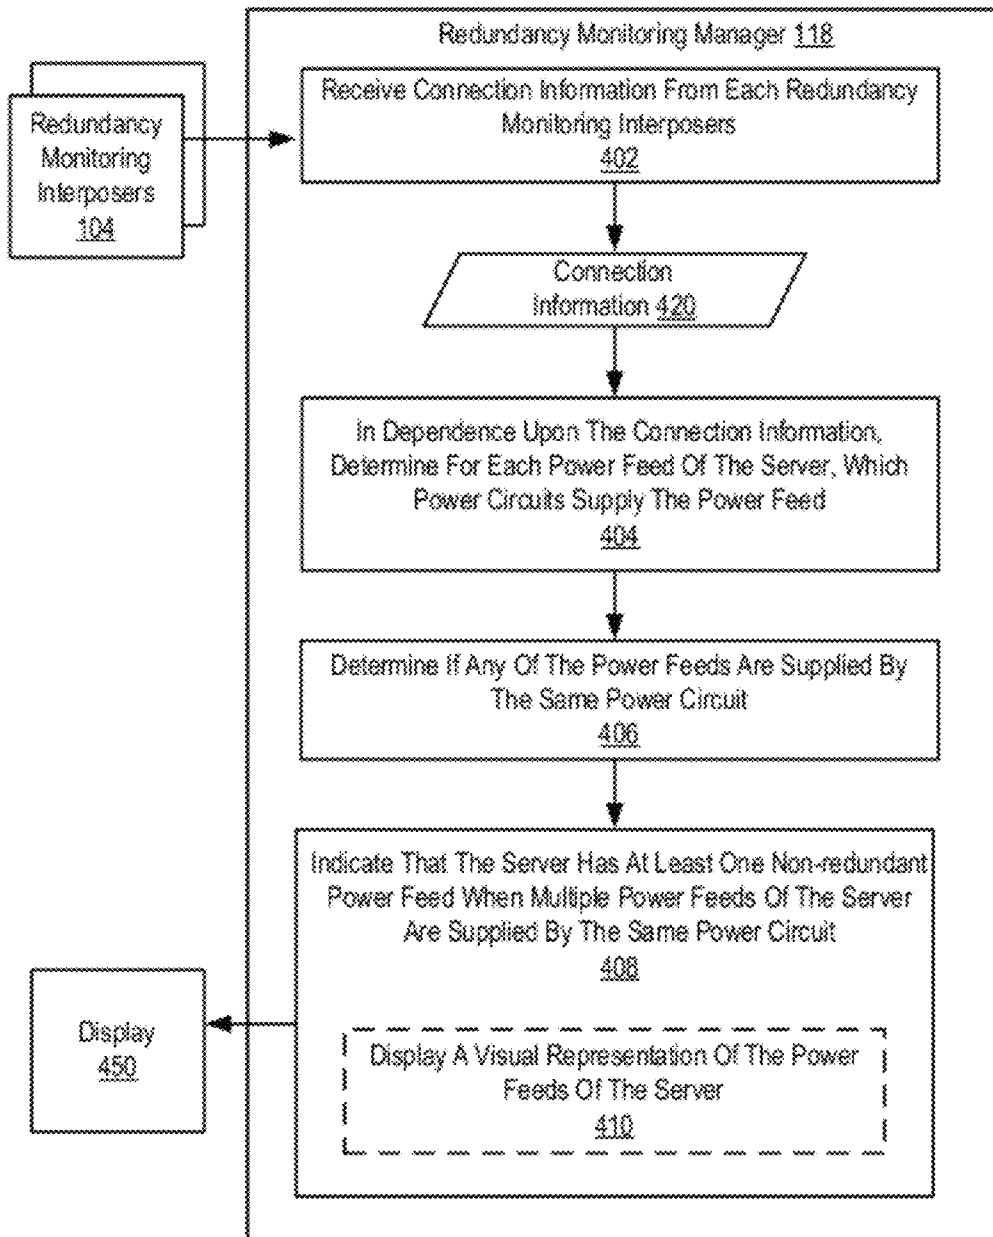 Redundancy Monitoring Manager 118
Redundancy
Monitoring
Interposers
104
Receive Connection Information From Each Redundancy
Monitoring Interposers
402
Connection
Information 420
In Dependence Upon The Connection Information,
Determine For Each Power Feed Of The Server, Which
Power Circuits Supply The Power Feed
404
Determine If Any Of The Power Feeds Are Supplied By
The Same Power Circuit
406
Indicate That The Server Has At Least One Non-redundant
Power Feed When Multiple Power Feeds Of The Server
Are Supplied By The Same Power Circuit
408
Display A Visual Representation Of The Power
Feeds Of The Server
410
Display
450